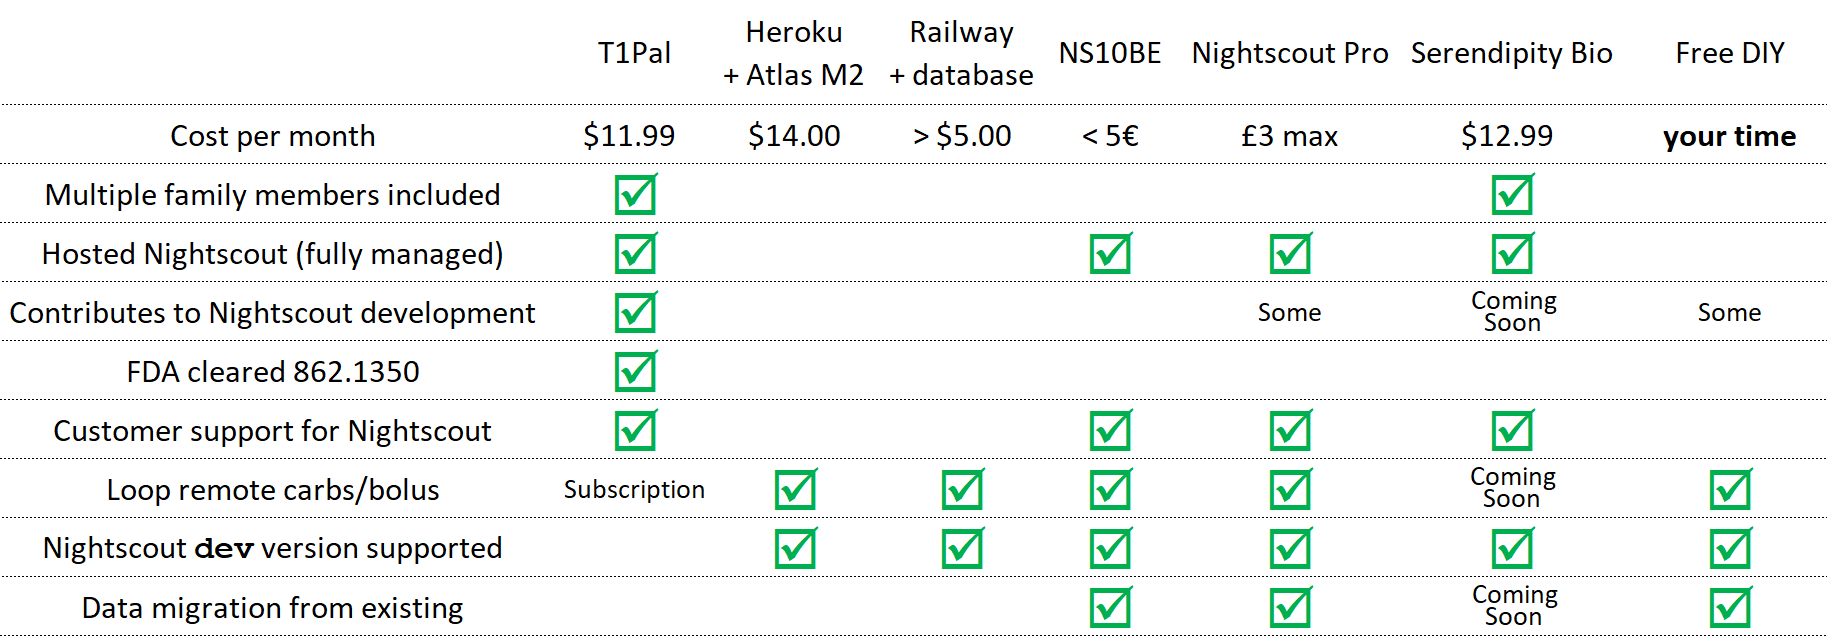 T1Pal
Heroku
+ Atlas M2
Railway
+ database
NS10BE
Nightscout Pro
Serendipity Bio
Free DIY
Cost per month $11.99 $14.00 > $5.00 < 5€ £3 max $12.99 your time
Multiple family members included
Hosted Nightscout (fully managed)
Contributes to Nightscout development
Some
Coming
Soon
Some
FDA cleared 862.1350
Customer support for Nightscout
Loop remote carbs/bolus
Subscription
Coming
Soon
Nightscout dev version supported
Data migration from existing
Coming
Soon